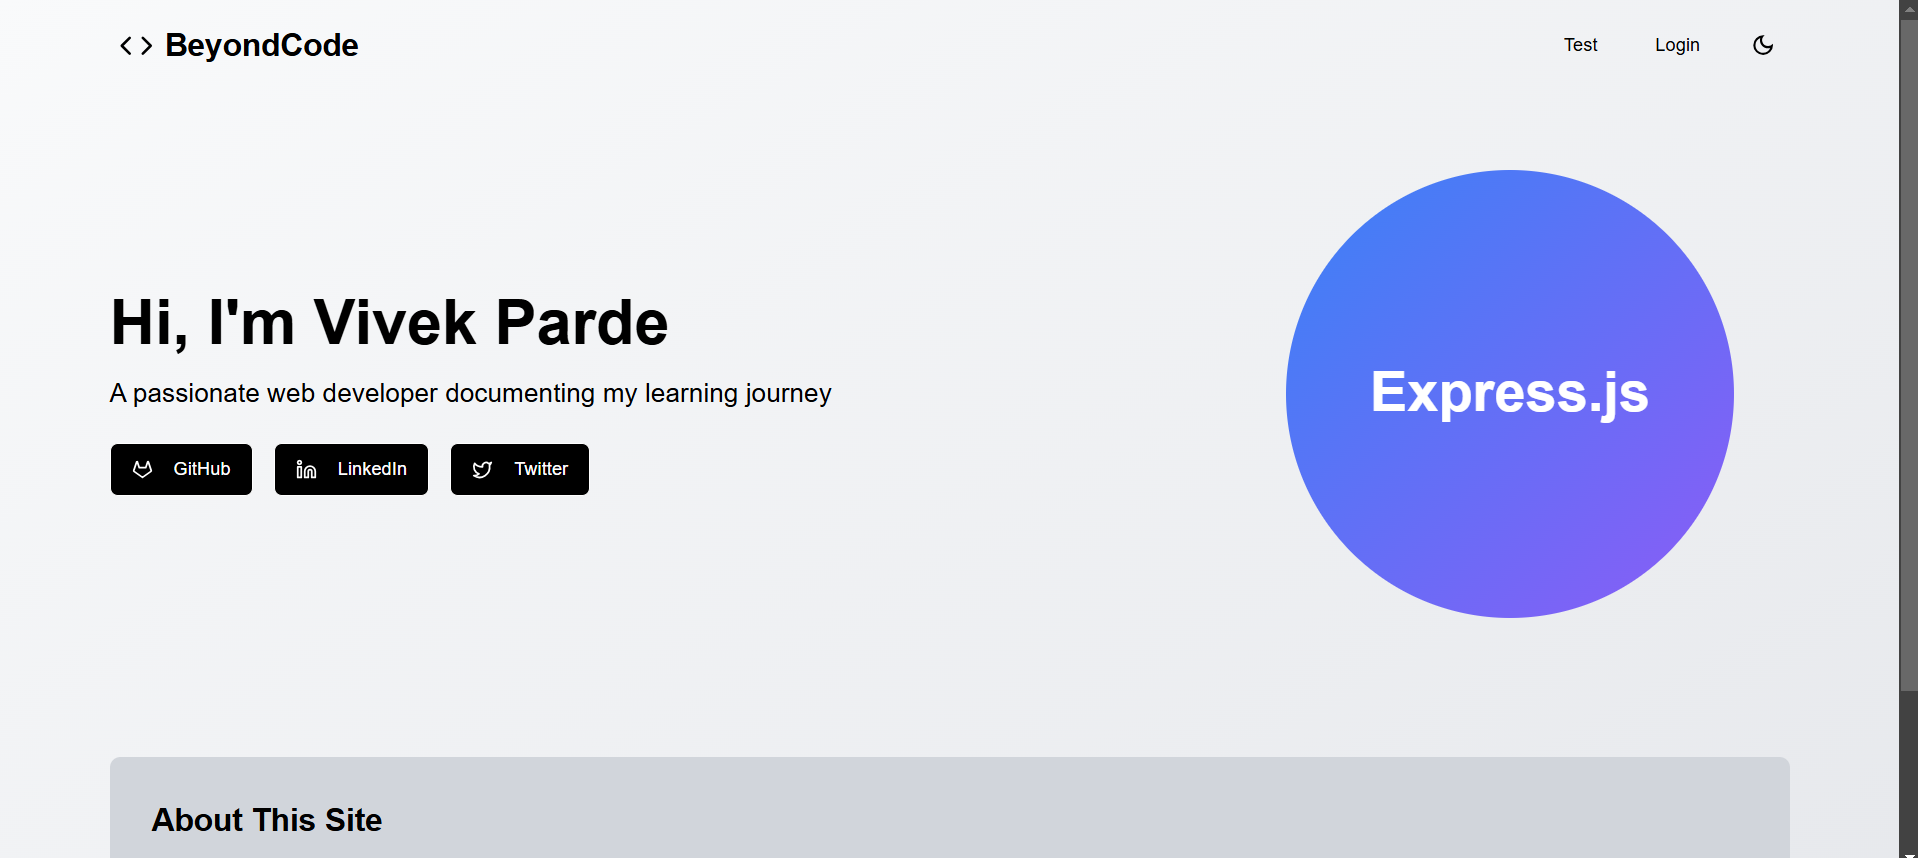 BeyondCode
Test
Login
Hi, I'm Vivek Parde
A passionate web developer documenting my learning journey
GitHub
LinkedIn
Twitter
Express.js
About This Site